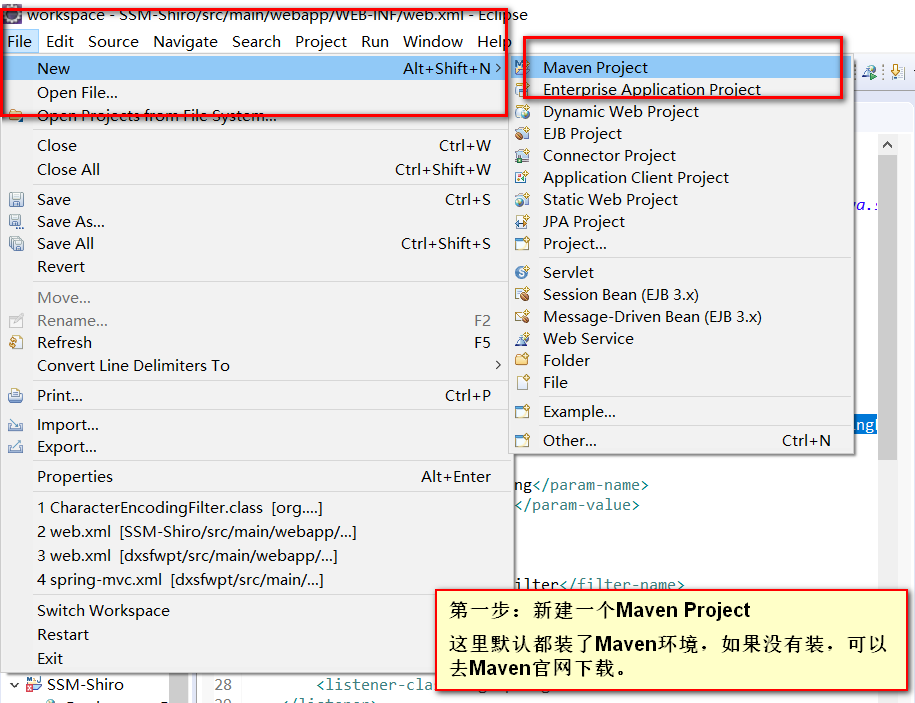 workspace - SSM-Shiro/src/main/webapp/WEB-INF/web.xml - Eclipse
File Edit Source Navigate Search Project Run Window Help
New Alt+Shift+N
Open File...
Open Projects from File System...
Close Ctrl+W
Close All Ctrl+Shift+W
Save Ctrl+S
Save As...
Save All Ctrl+Shift+S
Revert
Move...
Rename... F2
Refresh F5
Convert Line Delimiters To
Print... Ctrl+P
Import...
Export...
Properties Alt+Enter
1 CharacterEncodingFilter.class [org....]
2 web.xml [SSM-Shiro/src/main/webapp/...]
3 web.xml [dxsfwpt/src/main/webapp/...]
4 spring-mvc.xml [dxsfwpt/src/main/...]
Switch Workspace
Restart
Exit
Maven Project
Enterprise Application Project
Dynamic Web Project
EJB Project
Connector Project
Application Client Project
Static Web Project
JPA Project
Project...
Servlet
Session Bean (EJB 3.x)
Message-Driven Bean (EJB 3.x)
Web Service
Folder
File
Example...
Other... Ctrl+N
ng</param-name>
</param-value>
ilter</filter-name>
第一步：新建一个Maven Project
这里默认都装了Maven环境，如果没有装，可以
去Maven官网下载。
SSM-Shiro
28 <listener-cla
</listener>